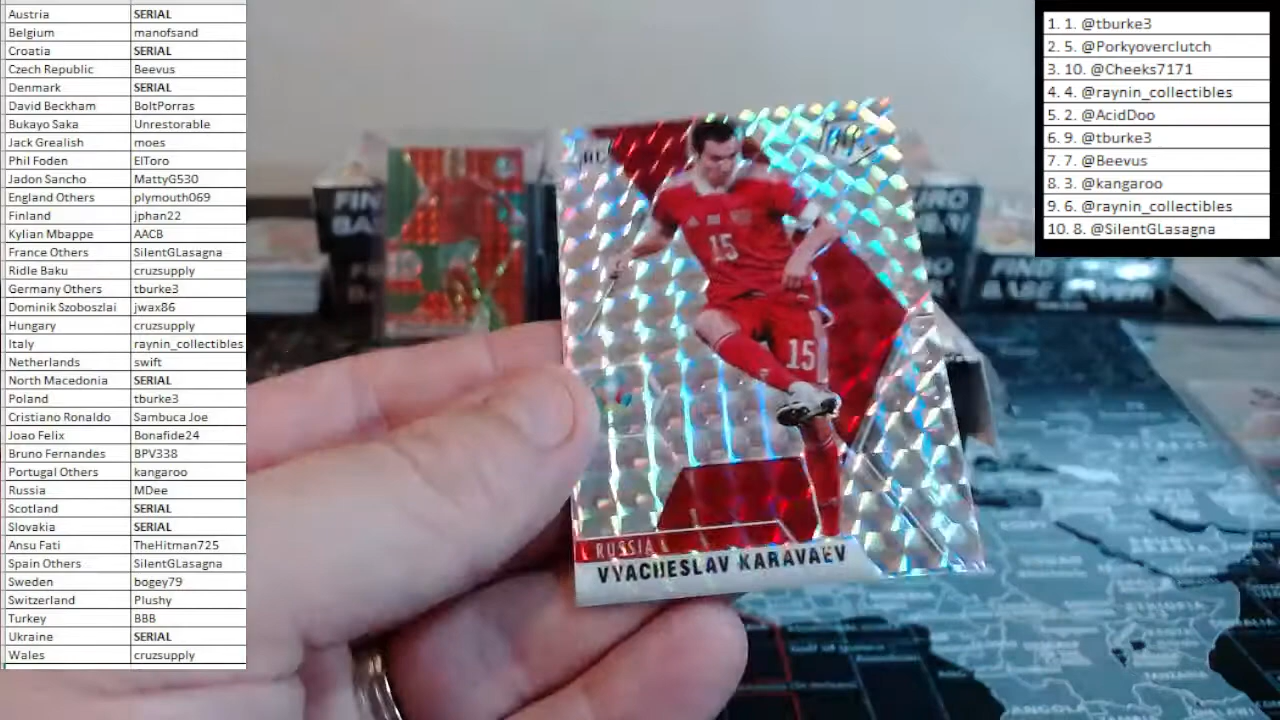 Austria SERIAL
Belgium manofsand
Croatia SERIAL
Czech Republic Beevus
Denmark SERIAL
David Beckham BoltPorras
Bukayo Saka Unrestorable
Jack Grealish moes
Phil Foden ElToro
Jadon Sancho MattyG530
England Others plymouth069
Finland jphan22
Kylian Mbappe AACB
France Others SilentGLasagna
Ridle Baku cruzsupply
Germany Others tburke3
Dominik Szoboszlai jwax86
Hungary cruzsupply
Italy raynin_collectibles
Netherlands swift
North Macedonia SERIAL
Poland tburke3
Cristiano Ronaldo Sambuca Joe
Joao Felix Bonafide24
Bruno Fernandes BPV338
Portugal Others kangaroo
Russia MDee
Scotland SERIAL
Slovakia SERIAL
Ansu Fati TheHitman725
Spain Others SilentGLasagna
Sweden bogey79
Switzerland Plushy
Turkey BBB
Ukraine SERIAL
Wales cruzsupply
1. 1. @tburke3
2. 5. @Porkyoverclutch
3. 10. @Cheeks7171
4. 4. @raynin_collectibles
5. 2. @AcidDoo
6. 9. @tburke3
7. 7. @Beevus
8. 3. @kangaroo
9. 6. @raynin_collectibles
10. 8. @SilentGLasagna
15
15
RUSSIA
VYACHESLAV KARAVAEV